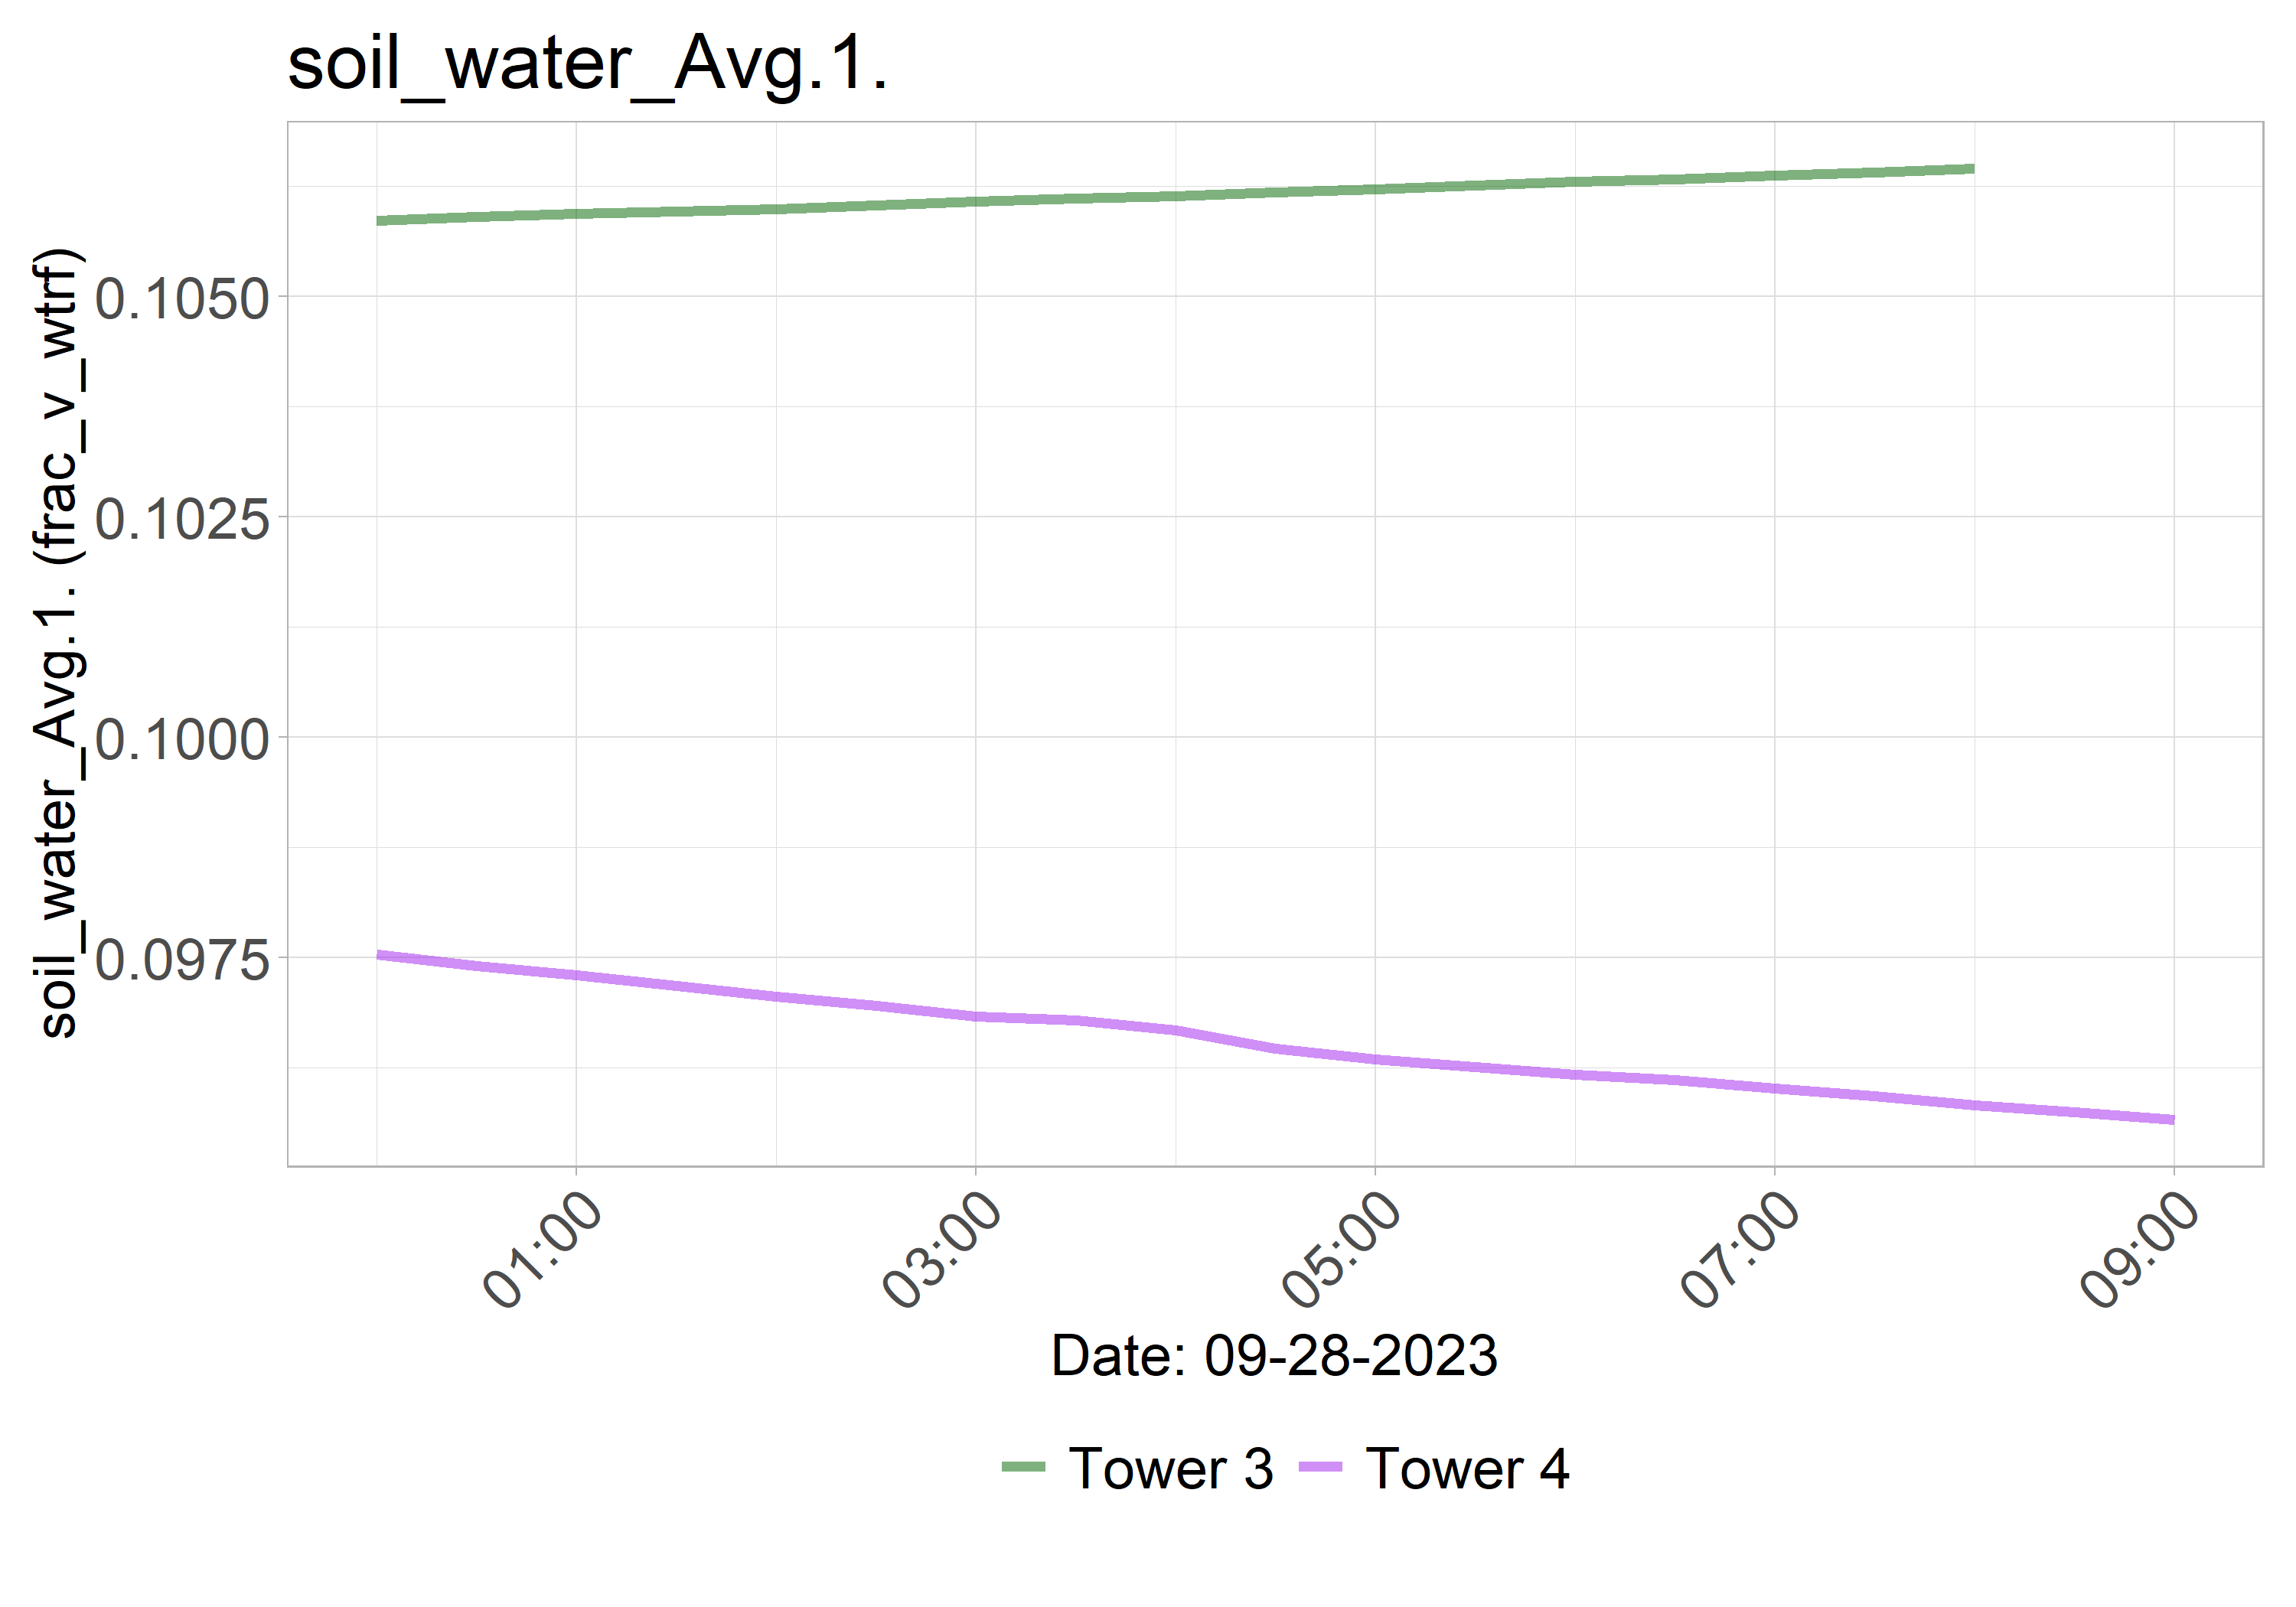 soil_water_Avg.1.
soil_water_Avg.1. (frac_v_wtrf)
0.1050
0.1025
0.1000
0.0975
01:00
03:00
05:00
07:00
09:00
Date: 09-28-2023
Tower 3
Tower 4